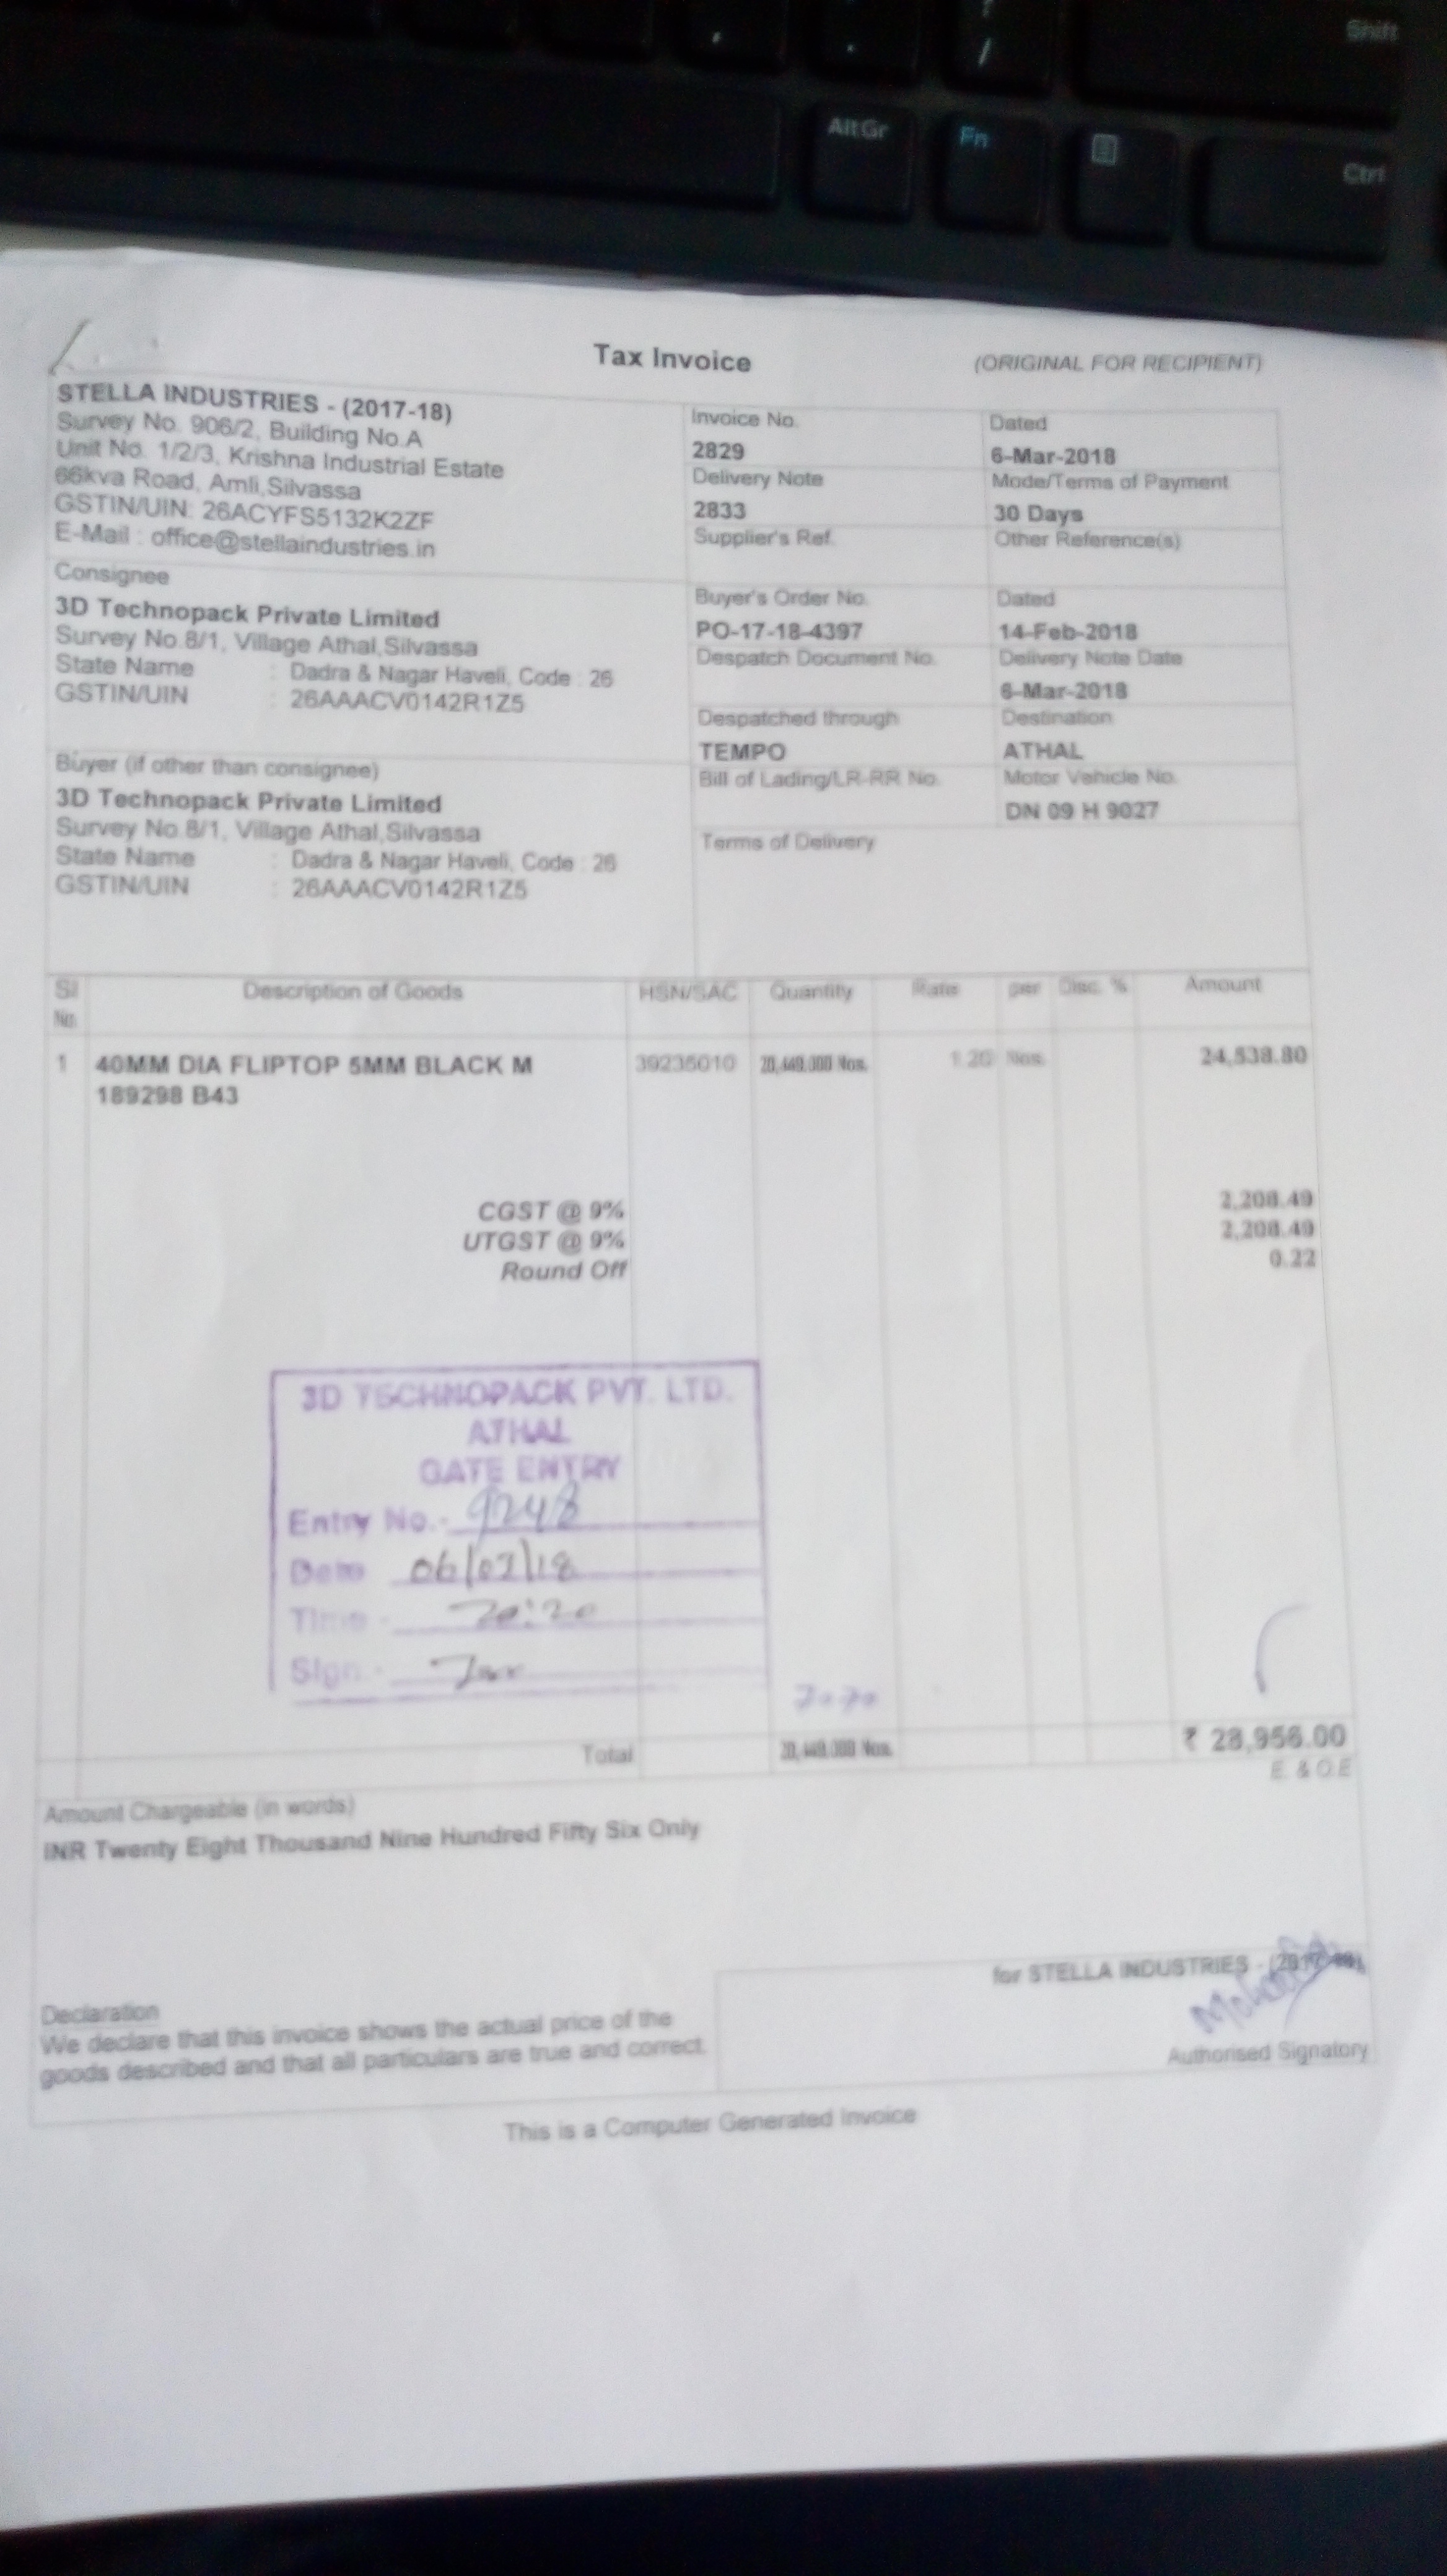 Shift
,
.
/
AltGr
Fn
Ctrl
Tax Invoice
(ORIGINAL FOR RECIPIENT)
STELLA INDUSTRIES - (2017-18)
Survey No. 906/2, Building No.A
Unit No. 1/2/3, Krishna Industrial Estate
66kva Road, Amli,Silvassa
GSTIN/UIN: 26ACYFS5132K2ZF
E-Mail : office@stellaindustries.in
Invoice No.
2829
Dated
6-Mar-2018
Delivery Note
2833
Mode/Terms of Payment
30 Days
Supplier's Ref.
Other Reference(s)
Consignee
3D Technopack Private Limited
Survey No.8/1, Village Athal,Silvassa
State Name : Dadra & Nagar Haveli, Code : 26
GSTIN/UIN : 26AAACV0142R1Z5
Buyer's Order No.
PO-17-18-4397
Dated
14-Feb-2018
Despatch Document No.
Delivery Note Date
6-Mar-2018
Despatched through
TEMPO
Destination
ATHAL
Buyer (if other than consignee)
3D Technopack Private Limited
Survey No.8/1, Village Athal,Silvassa
State Name : Dadra & Nagar Haveli, Code : 26
GSTIN/UIN : 26AAACV0142R1Z5
Bill of Lading/LR-RR No.
Motor Vehicle No.
DN 09 H 9027
Terms of Delivery
Sl No. Description of Goods HSN/SAC Quantity Rate per Disc. % Amount
1 40MM DIA FLIPTOP 5MM BLACK M 39235010 20,449.000 Nos. 1.20 Nos. 24,538.80
189298 B43
CGST @ 9% 2,208.49
UTGST @ 9% 2,208.49
Round Off 0.22
3D TECHNOPACK PVT. LTD.
ATHAL
GATE ENTRY
Entry No.- 9248
Date 06/03/18
Time - 20:20
Sign.-
Total 20,449.000 Nos. ₹ 28,956.00
E. & O.E
Amount Chargeable (in words)
INR Twenty Eight Thousand Nine Hundred Fifty Six Only
for STELLA INDUSTRIES - (2017-18)
Declaration
We declare that this invoice shows the actual price of the
goods described and that all particulars are true and correct.
Authorised Signatory
This is a Computer Generated Invoice